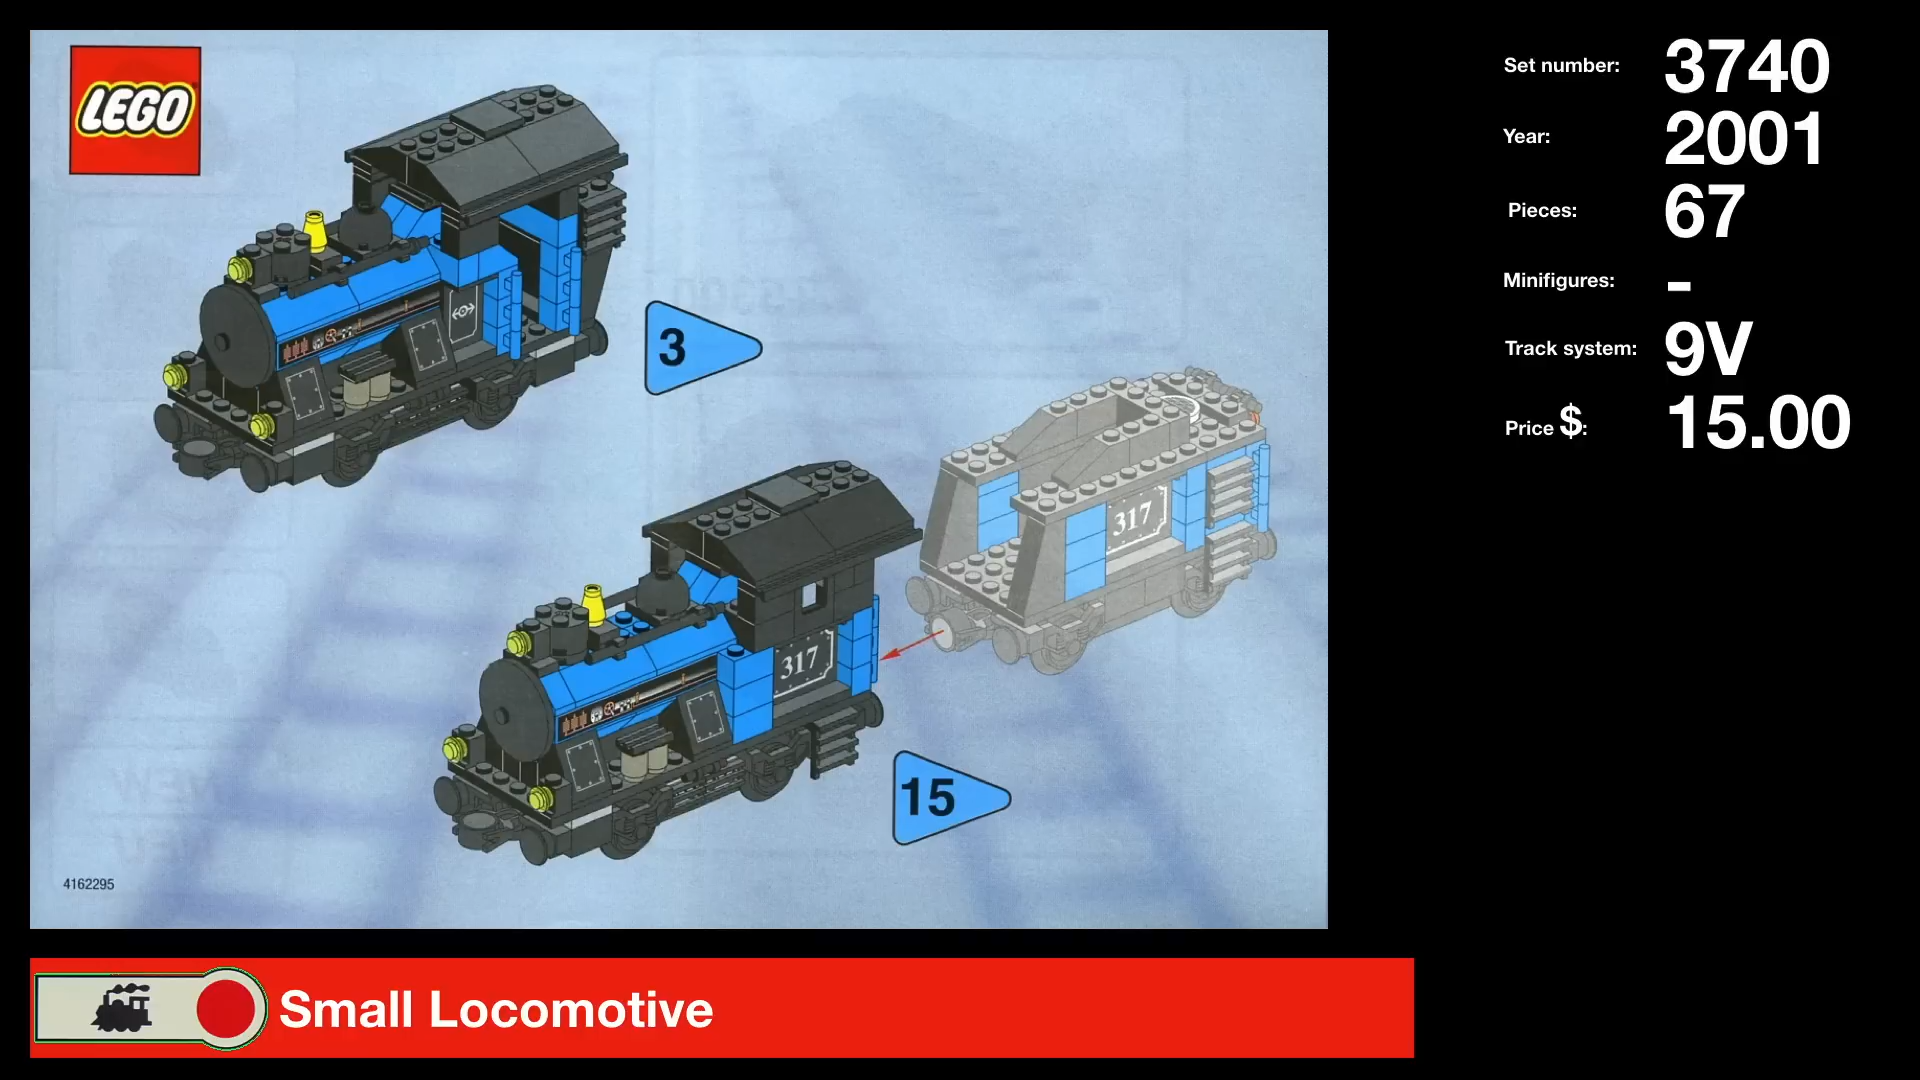 LEGO
3
317
317
15
4162295
Small Locomotive
Set number: 3740
Year: 2001
Pieces: 67
Minifigures: -
Track system: 9V
Price $: 15.00